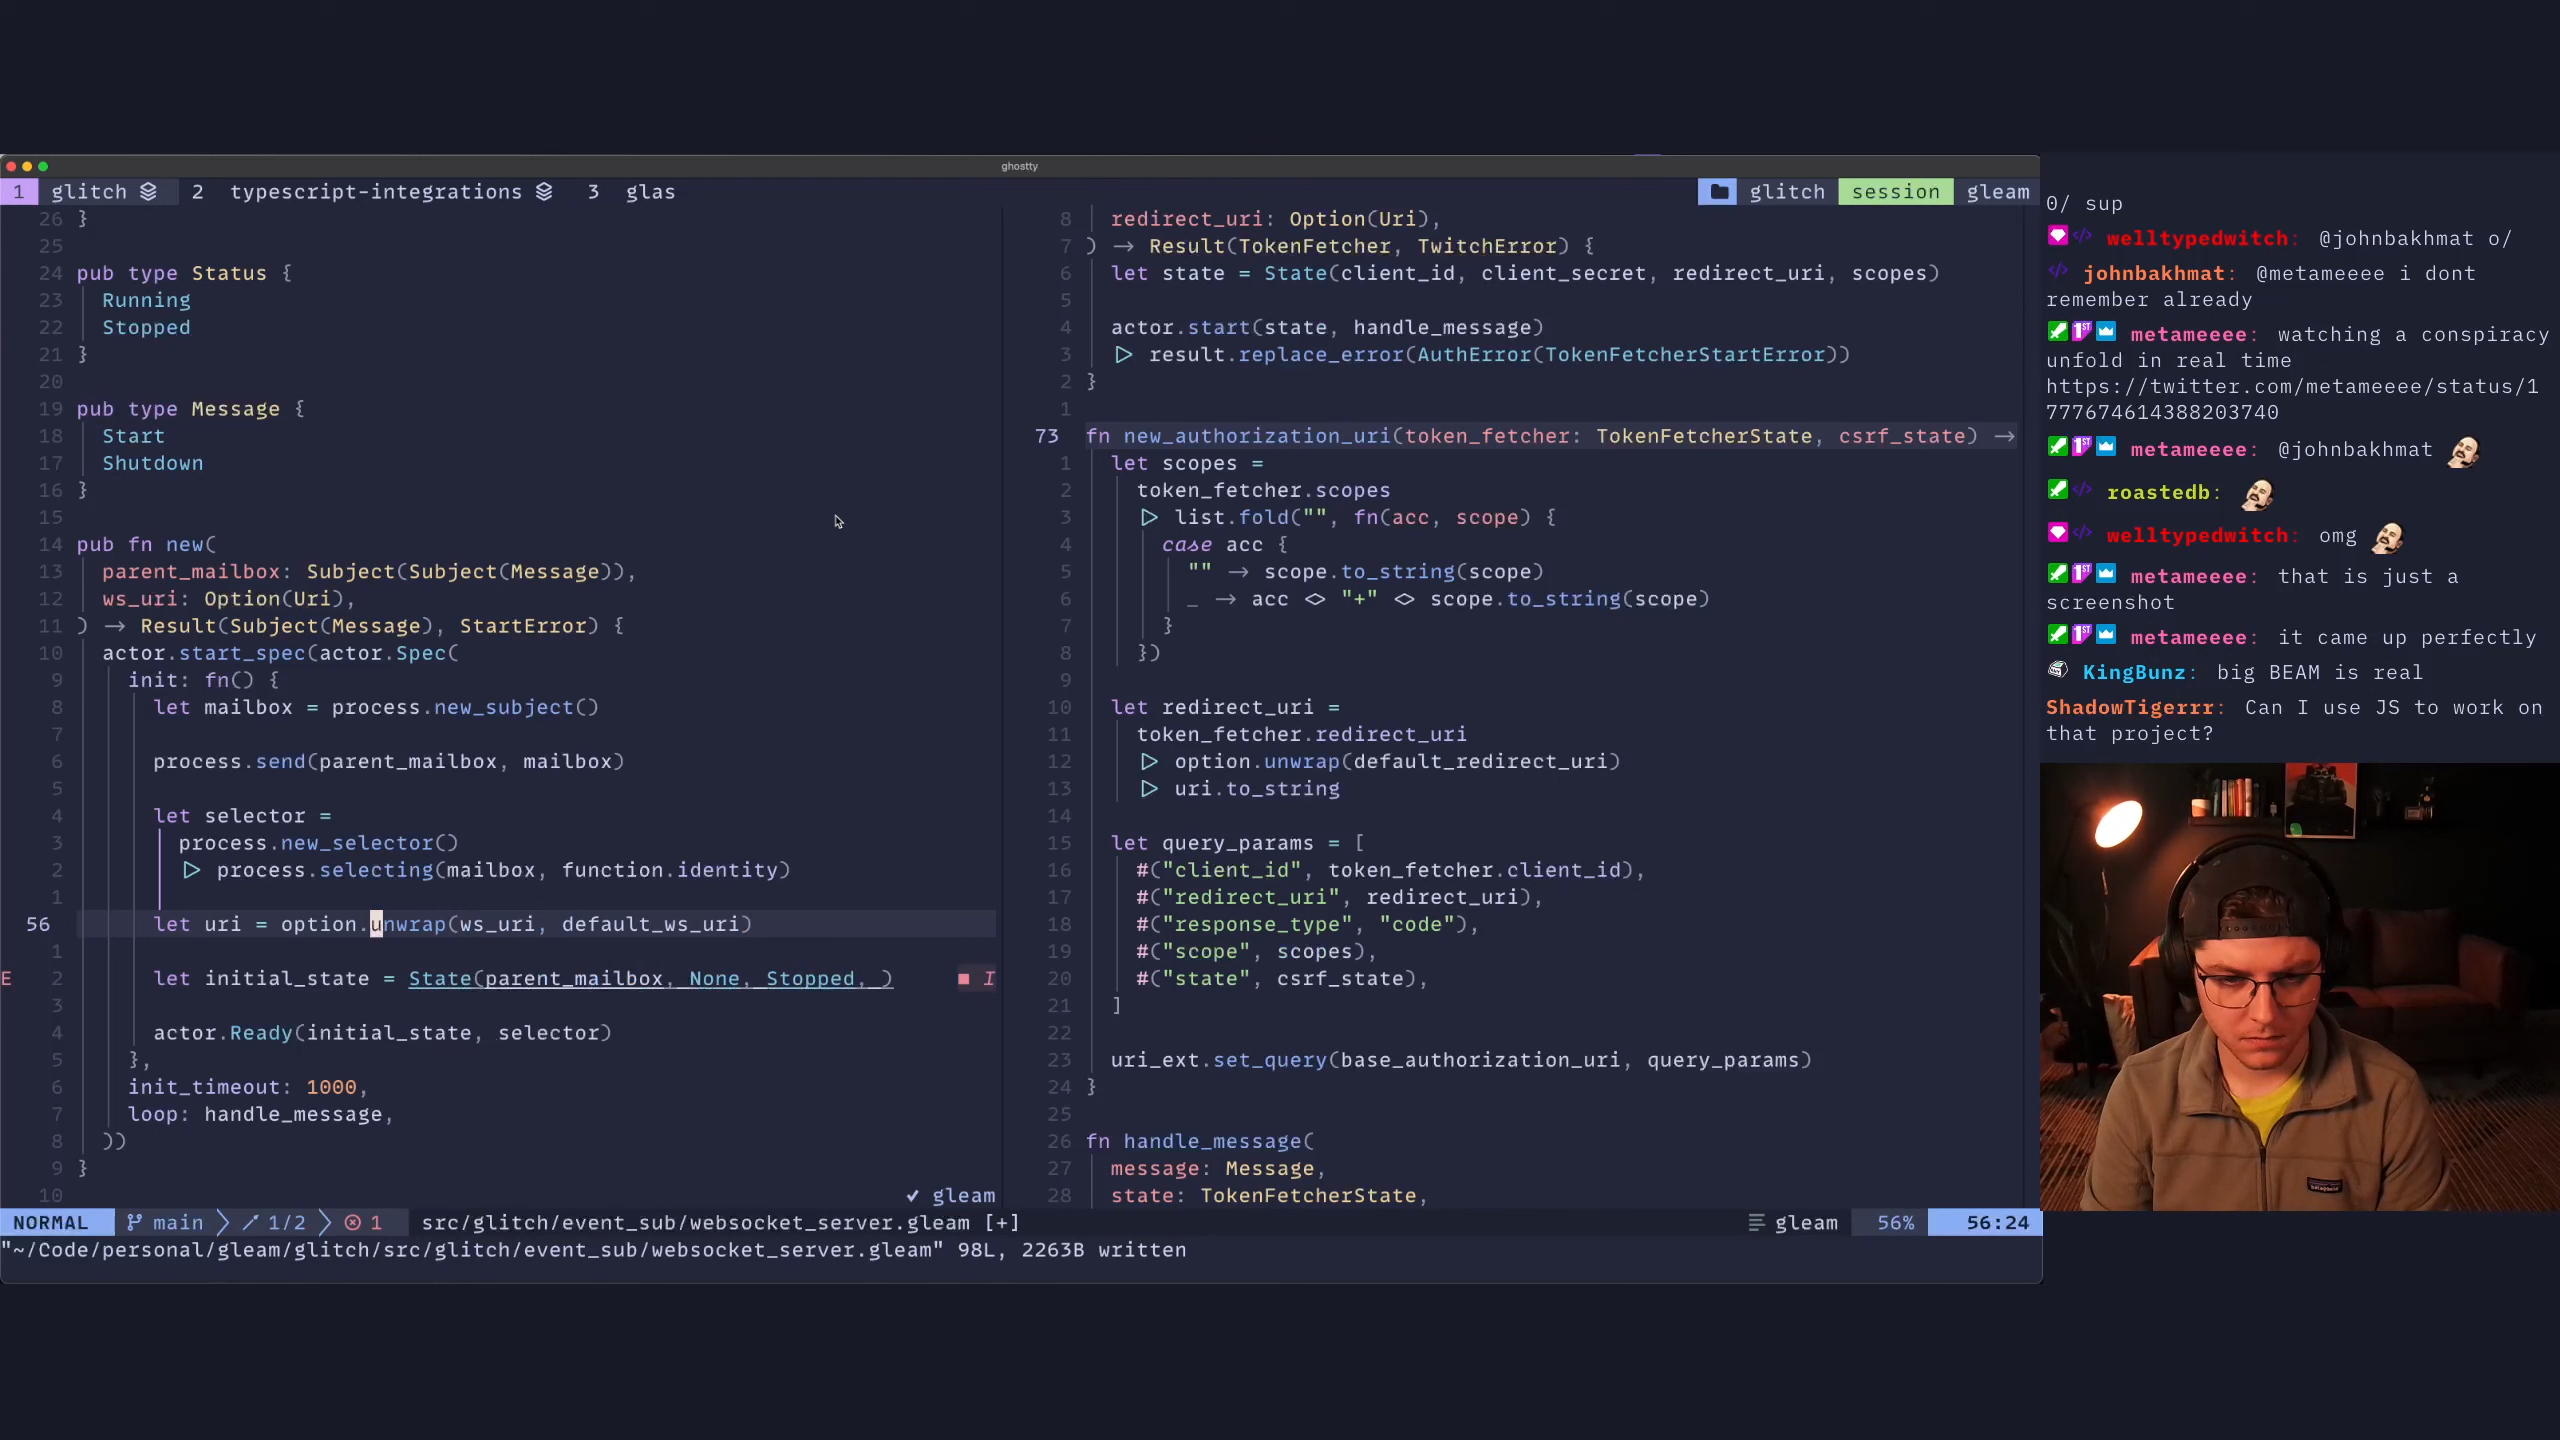 ghostty
1 glitch 2 typescript-integrations 3 glas
glitch session gleam
26 }
25
24 pub type Status {
23 Running
22 Stopped
21 }
20
19 pub type Message {
18 Start
17 Shutdown
16 }
15
14 pub fn new(
13 parent_mailbox: Subject(Subject(Message)),
12 ws_uri: Option(Uri),
11 ) -> Result(Subject(Message), StartError) {
10 actor.start_spec(actor.Spec(
9 init: fn() {
8 let mailbox = process.new_subject()
7
6 process.send(parent_mailbox, mailbox)
5
4 let selector =
3 process.new_selector()
2 |> process.selecting(mailbox, function.identity)
1
56 let uri = option.unwrap(ws_uri, default_ws_uri)
1
E 2 let initial_state = State(parent_mailbox, None, Stopped, ) ■ I
3
4 actor.Ready(initial_state, selector)
5 },
6 init_timeout: 1000,
7 loop: handle_message,
8 ))
9 }
10
✓ gleam
8 redirect_uri: Option(Uri),
7 ) -> Result(TokenFetcher, TwitchError) {
6 let state = State(client_id, client_secret, redirect_uri, scopes)
5
4 actor.start(state, handle_message)
3 |> result.replace_error(AuthError(TokenFetcherStartError))
2 }
1
73 fn new_authorization_uri(token_fetcher: TokenFetcherState, csrf_state) ->
1 let scopes =
2 token_fetcher.scopes
3 |> list.fold("", fn(acc, scope) {
4 case acc {
5 "" -> scope.to_string(scope)
6 _ -> acc <> "+" <> scope.to_string(scope)
7 }
8 })
9
10 let redirect_uri =
11 token_fetcher.redirect_uri
12 |> option.unwrap(default_redirect_uri)
13 |> uri.to_string
14
15 let query_params = [
16 #("client_id", token_fetcher.client_id),
17 #("redirect_uri", redirect_uri),
18 #("response_type", "code"),
19 #("scope", scopes),
20 #("state", csrf_state),
21 ]
22
23 uri_ext.set_query(base_authorization_uri, query_params)
24 }
25
26 fn handle_message(
27 message: Message,
28 state: TokenFetcherState,
NORMAL main 1/2 1 src/glitch/event_sub/websocket_server.gleam [+] gleam 56% 56:24
"~/Code/personal/gleam/glitch/src/glitch/event_sub/websocket_server.gleam" 98L, 2263B written
0/ sup
welltypedwitch: @johnbakhmat o/
johnbakhmat: @metameeee i dont
remember already
metameeee: watching a conspiracy
unfold in real time
https://twitter.com/metameeee/status/1
777674614388203740
metameeee: @johnbakhmat
roastedb:
welltypedwitch: omg
metameeee: that is just a
screenshot
metameeee: it came up perfectly
KingBunz: big BEAM is real
ShadowTigerrr: Can I use JS to work on
that project?